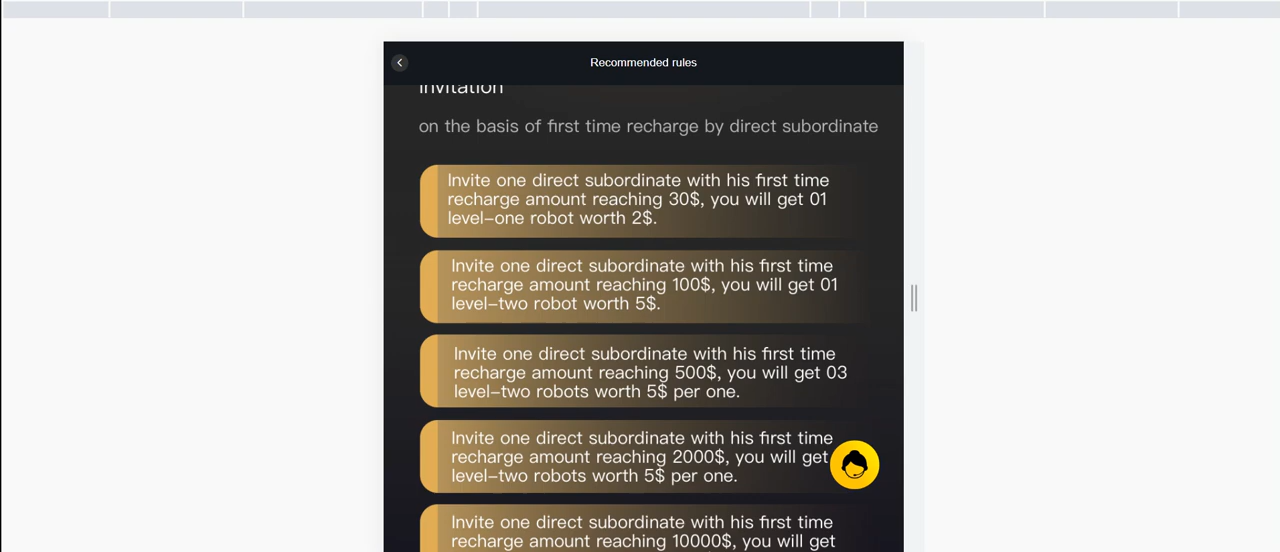 Recommended rules
Invitation
on the basis of first time recharge by direct subordinate
Invite one direct subordinate with his first time
recharge amount reaching 30$, you will get 01
level-one robot worth 2$.
Invite one direct subordinate with his first time
recharge amount reaching 100$, you will get 01
level-two robot worth 5$.
Invite one direct subordinate with his first time
recharge amount reaching 500$, you will get 03
level-two robots worth 5$ per one.
Invite one direct subordinate with his first time
recharge amount reaching 2000$, you will get
level-two robots worth 5$ per one.
Invite one direct subordinate with his first time
recharge amount reaching 10000$, you will get